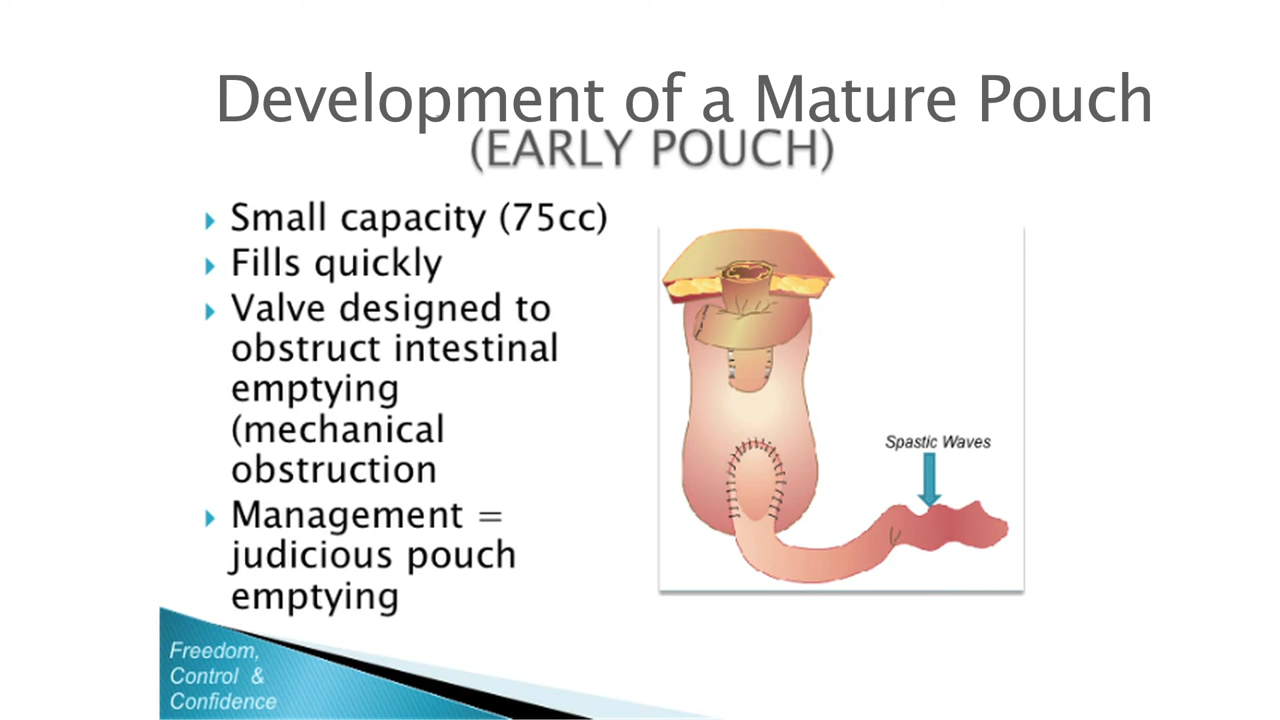 Development of a Mature Pouch
(EARLY POUCH)
Small capacity (75cc)
Fills quickly
Valve designed to
obstruct intestinal
emptying
(mechanical
obstruction
Management =
judicious pouch
emptying
Spastic Waves
Freedom,
Control &
Confidence